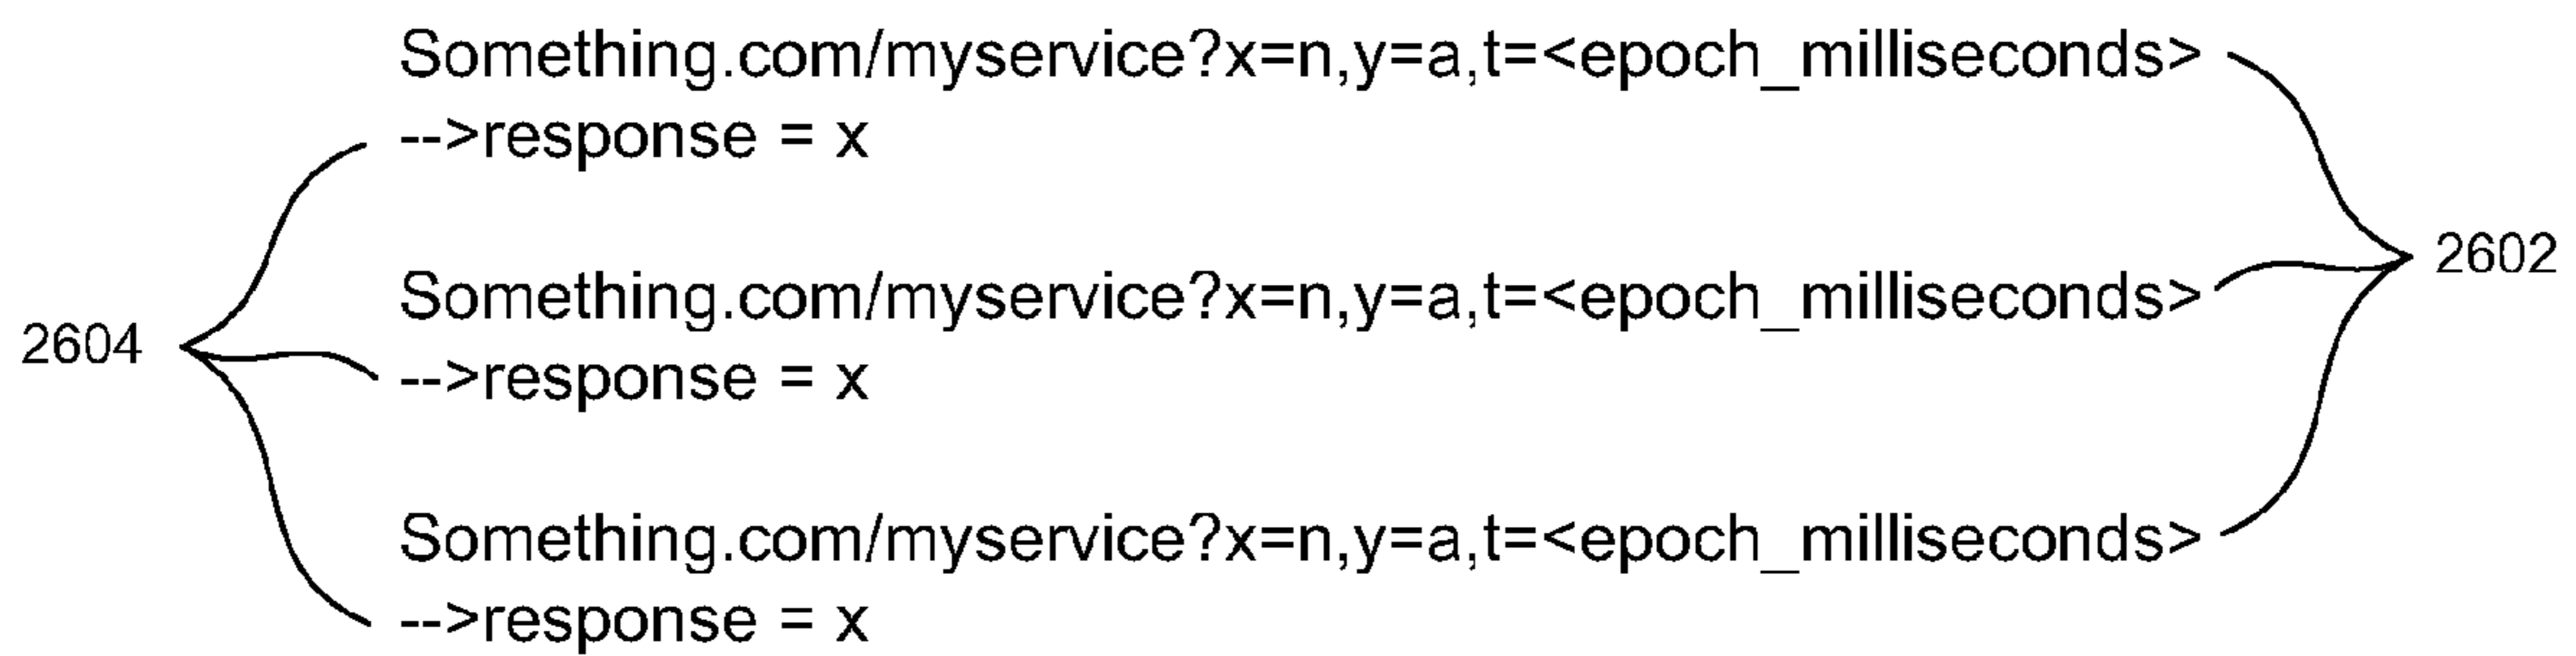 Something.com/myservice?x=n,y=a,t=<epoch_milliseconds>
-->response = x
2602
Something.com/myservice?x=n,y=a,t=<epoch_milliseconds>
2604
-->response = x
Something.com/myservice?x=n,y=a,t=<epoch_milliseconds>
-->response = x